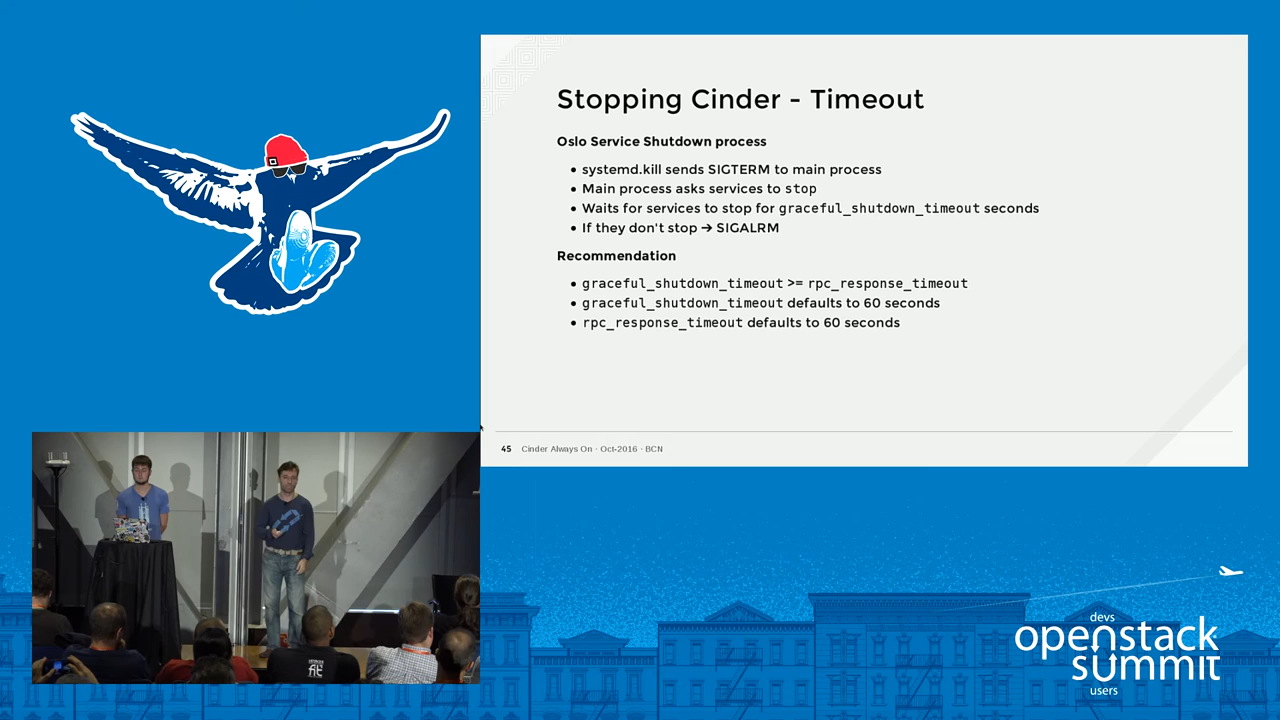 Stopping Cinder - Timeout
Oslo Service Shutdown process
• systemd.kill sends SIGTERM to main process
• Main process asks services to stop
• Waits for services to stop for graceful_shutdown_timeout seconds
• If they don't stop ➔ SIGALRM
Recommendation
• graceful_shutdown_timeout >= rpc_response_timeout
• graceful_shutdown_timeout defaults to 60 seconds
• rpc_response_timeout defaults to 60 seconds
45 Cinder Always On · Oct-2016 · BCN
devs
openstack
summit
users